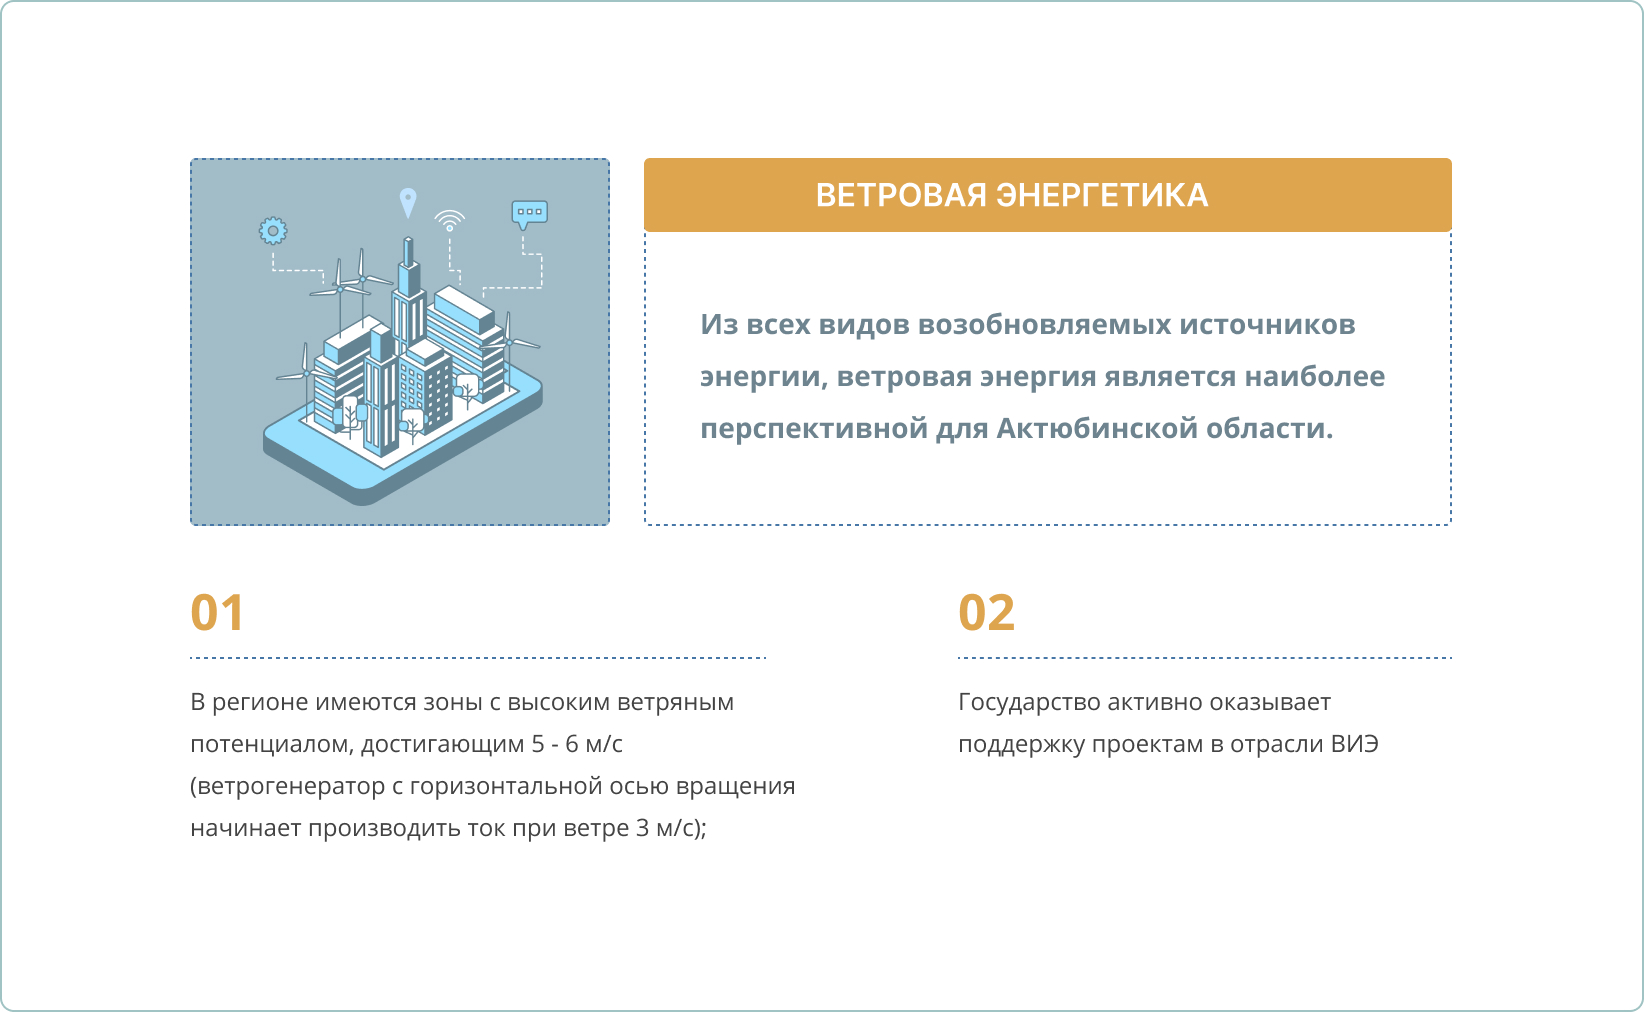 ВЕТРОВАЯ ЭНЕРГЕТИКА
Из всех видов возобновляемых источников
энергии, ветровая энергия является наиболее
перспективной для Актюбинской области.
01
В регионе имеются зоны с высоким ветряным
потенциалом, достигающим 5 - 6 м/с
(ветрогенератор с горизонтальной осью вращения
начинает производить ток при ветре 3 м/с);
02
Государство активно оказывает
поддержку проектам в отрасли ВИЭ